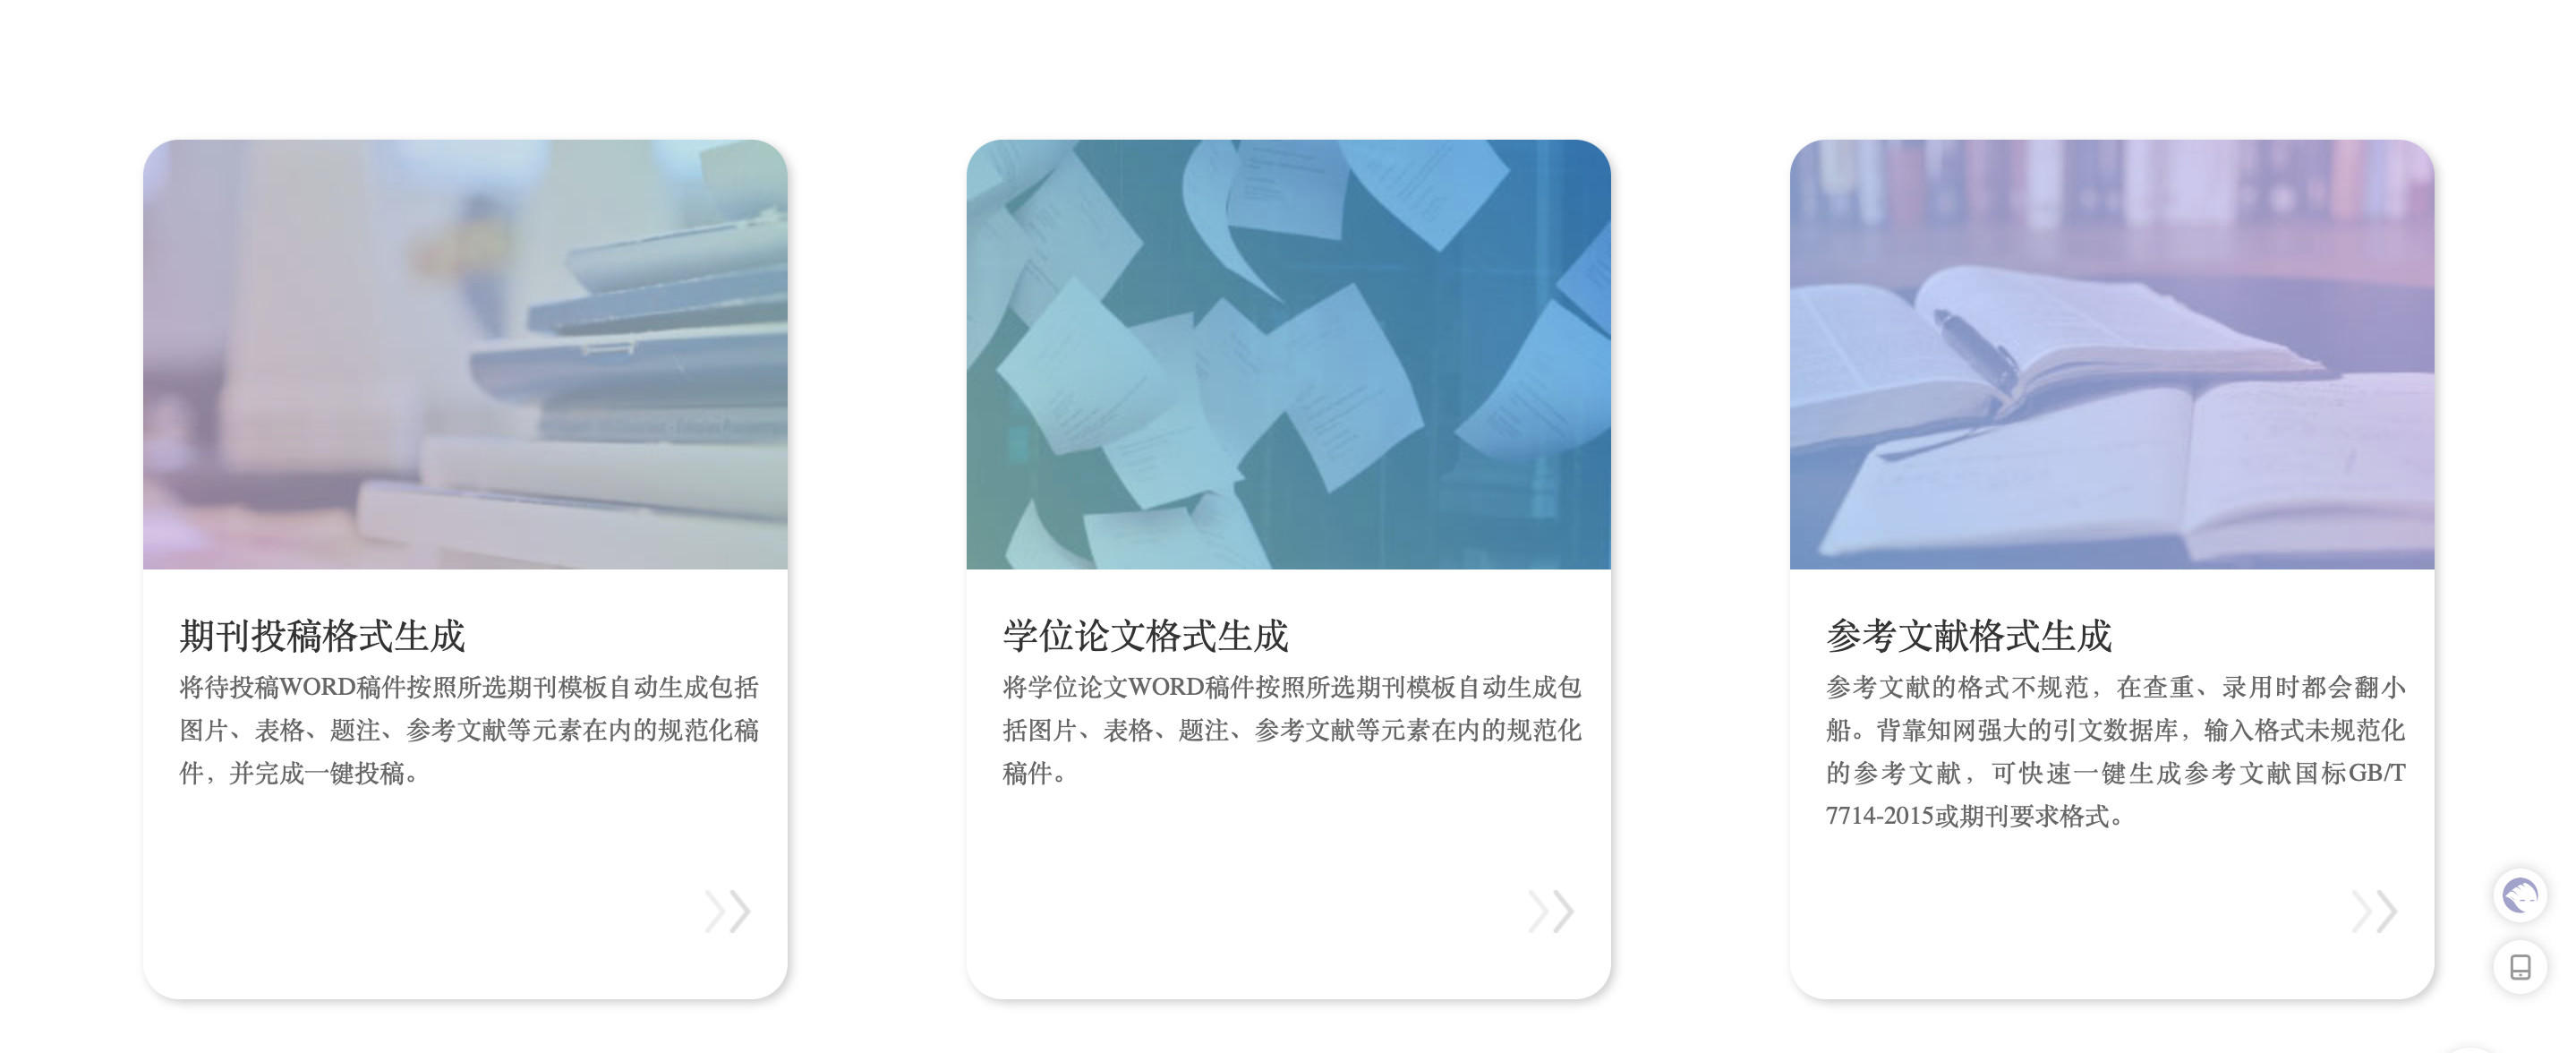 期刊投稿格式生成
将待投稿WORD稿件按照所选期刊模板自动生成包括
图片、表格、题注、参考文献等元素在内的规范化稿
件，并完成一键投稿。
学位论文格式生成
将学位论文WORD稿件按照所选期刊模板自动生成包
括图片、表格、题注、参考文献等元素在内的规范化
稿件。
参考文献格式生成
参考文献的格式不规范，在查重、录用时都会翻小
船。背靠知网强大的引文数据库，输入格式未规范化
的参考文献，可快速一键生成参考文献国标GB/T
7714-2015或期刊要求格式。